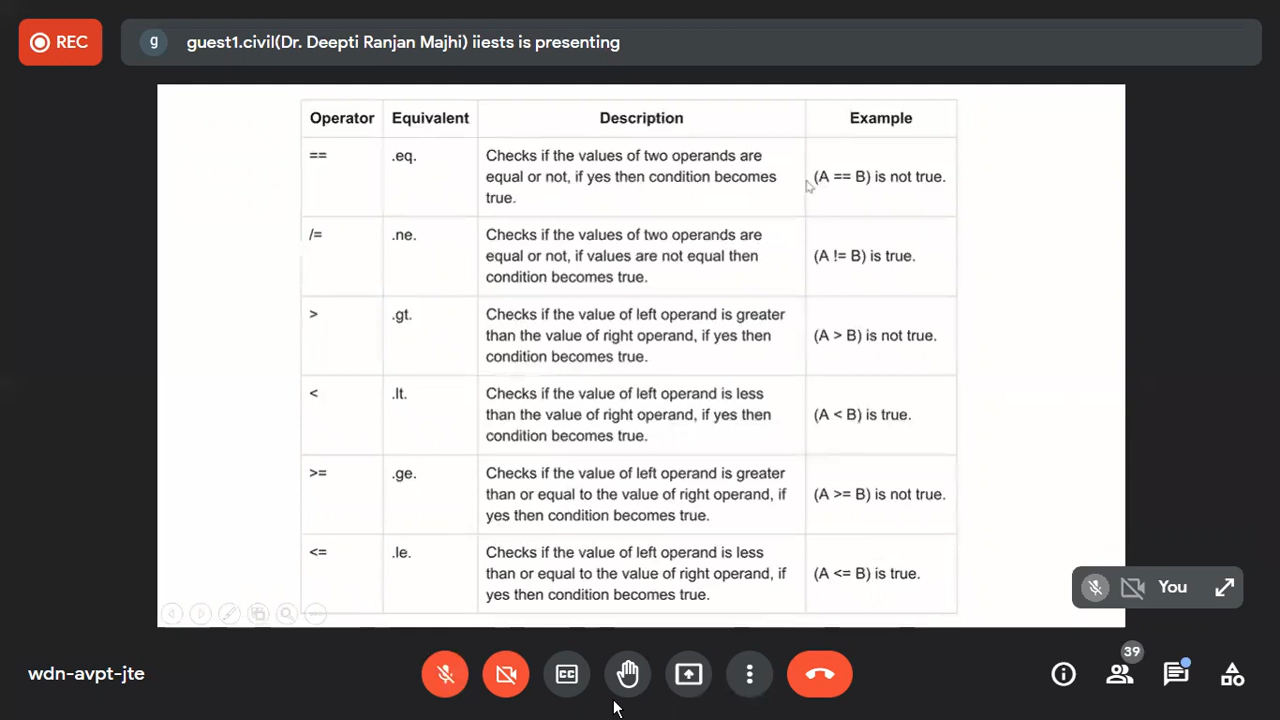 REC
g
guest1.civil(Dr. Deepti Ranjan Majhi) iiests is presenting
Operator Equivalent Description Example
== .eq. Checks if the values of two operands are
equal or not, if yes then condition becomes
true.
(A == B) is not true.
/= .ne. Checks if the values of two operands are
equal or not, if values are not equal then
condition becomes true.
(A != B) is true.
> .gt. Checks if the value of left operand is greater
than the value of right operand, if yes then
condition becomes true.
(A > B) is not true.
< .lt. Checks if the value of left operand is less
than the value of right operand, if yes then
condition becomes true.
(A < B) is true.
>= .ge. Checks if the value of left operand is greater
than or equal to the value of right operand, if
yes then condition becomes true.
(A >= B) is not true.
<= .le. Checks if the value of left operand is less
than or equal to the value of right operand, if
yes then condition becomes true.
(A <= B) is true.
You
wdn-avpt-jte
CC
39